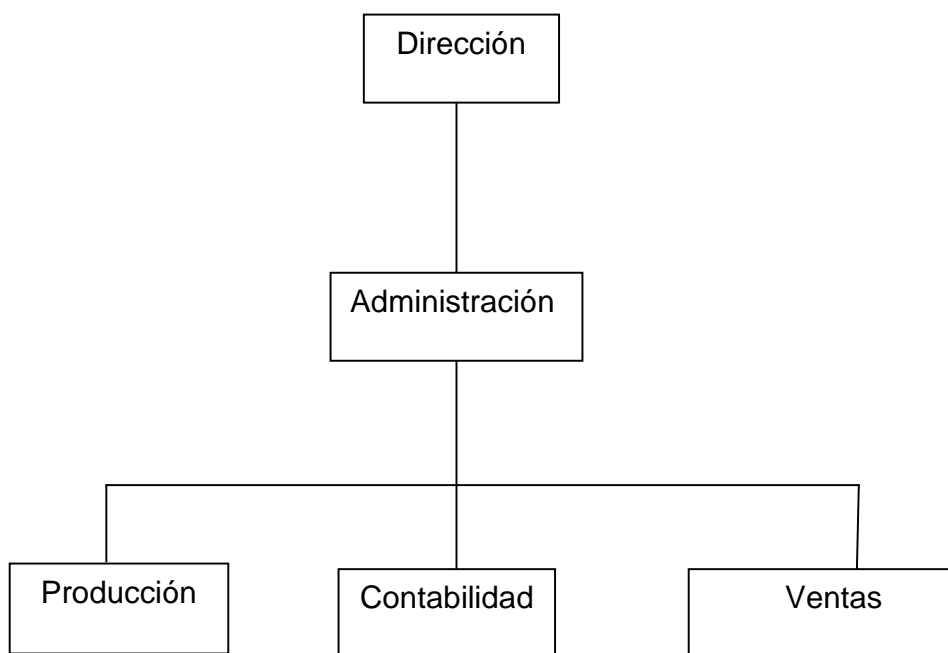 Dirección
Administración
Producción
Contabilidad
Ventas